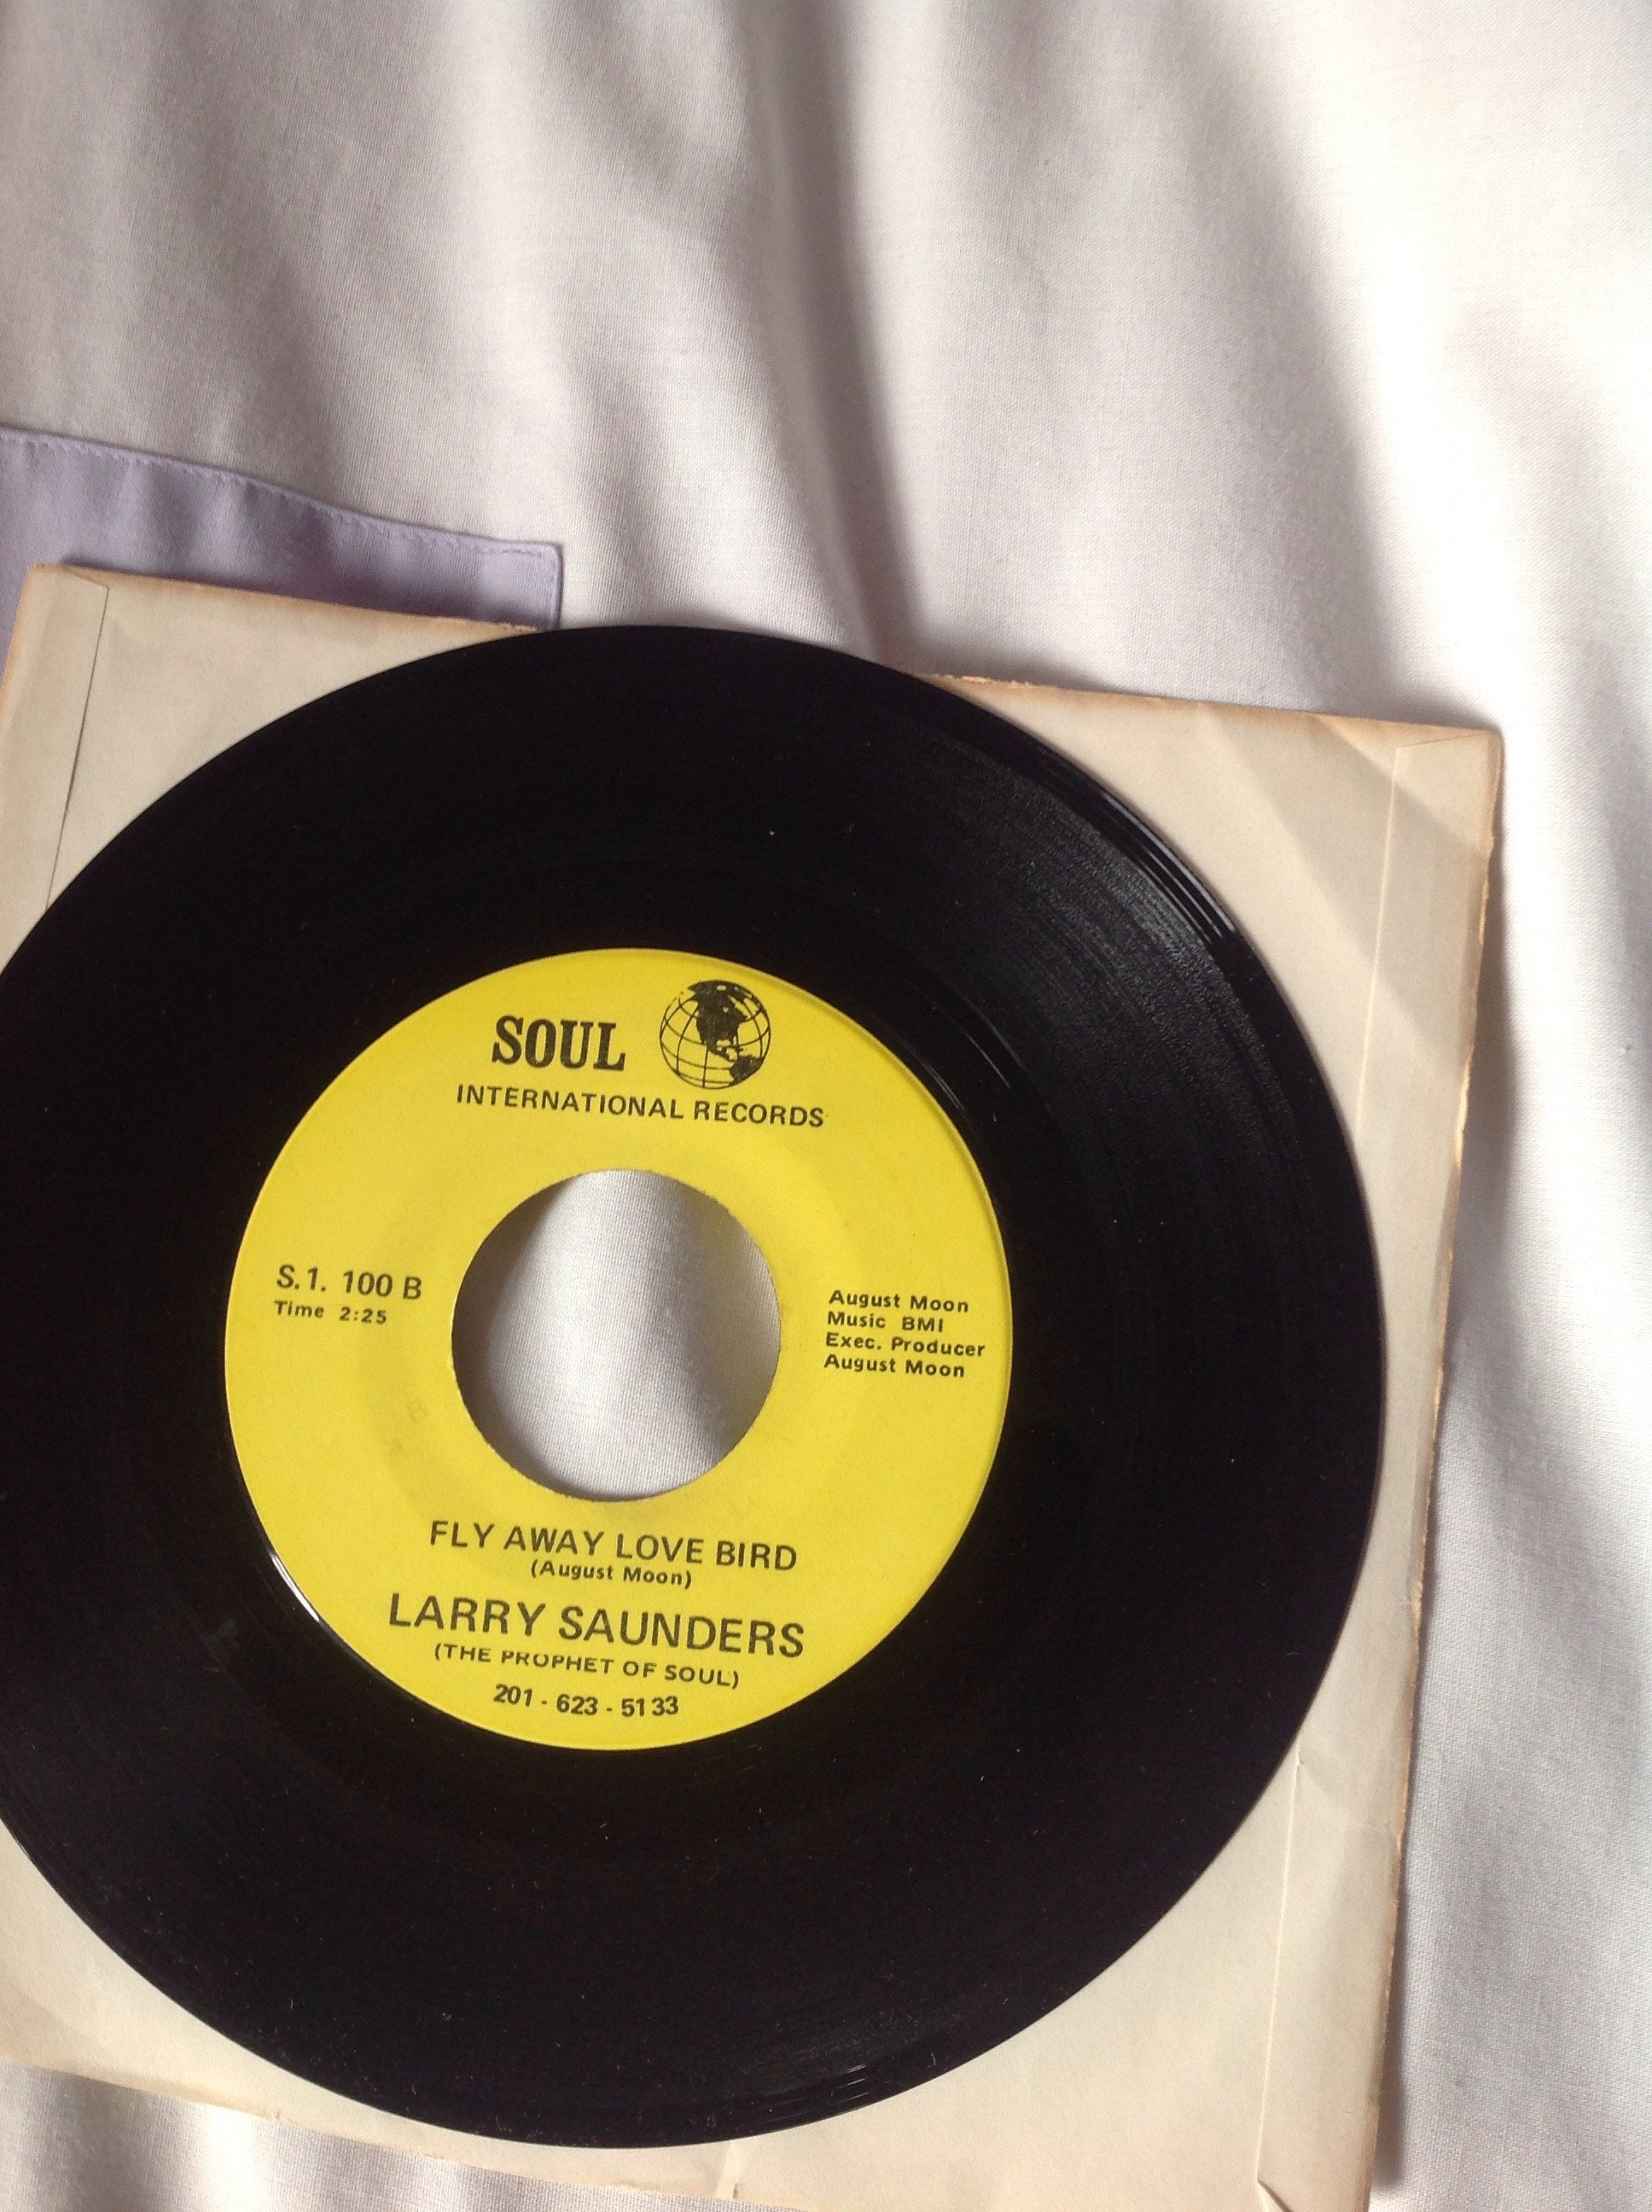 SOUL
INTERNATIONAL RECORDS
S.1. 100 B
Time 2:25
August Moon
Music BMI
Exec. Producer
August Moon
FLY AWAY LOVE BIRD
(August Moon)
LARRY SAUNDERS
(THE PROPHET OF SOUL)
201 - 623 - 5133